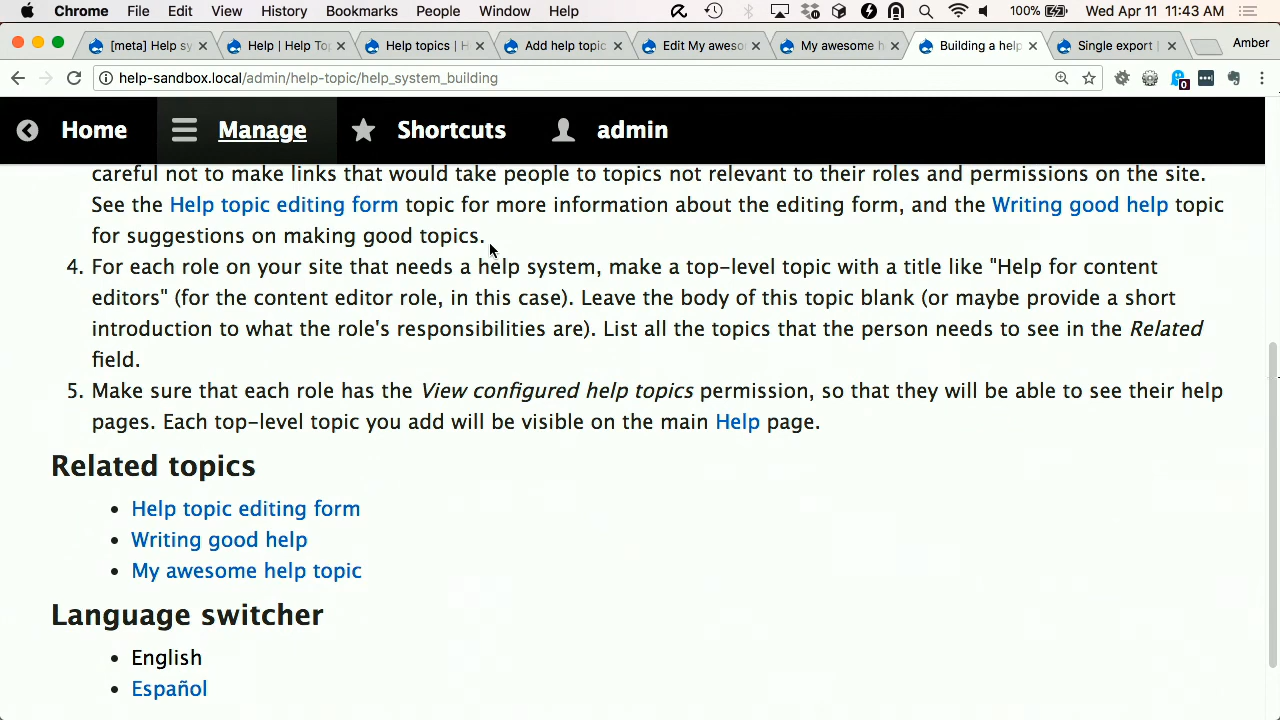 Chrome File Edit View History Bookmarks People Window Help 100% Wed Apr 11 11:43 AM
[meta] Help sy Help | Help To Help topics | H Add help topic Edit My aweso My awesome h Building a help Single export | Amber
help-sandbox.local/admin/help-topic/help_system_building 0
Home Manage Shortcuts admin
careful not to make links that would take people to topics not relevant to their roles and permissions on the site.
See the Help topic editing form topic for more information about the editing form, and the Writing good help topic
for suggestions on making good topics.
4. For each role on your site that needs a help system, make a top-level topic with a title like "Help for content
editors" (for the content editor role, in this case). Leave the body of this topic blank (or maybe provide a short
introduction to what the role's responsibilities are). List all the topics that the person needs to see in the Related
field.
5. Make sure that each role has the View configured help topics permission, so that they will be able to see their help
pages. Each top-level topic you add will be visible on the main Help page.
Related topics
• Help topic editing form
• Writing good help
• My awesome help topic
Language switcher
• English
• Español